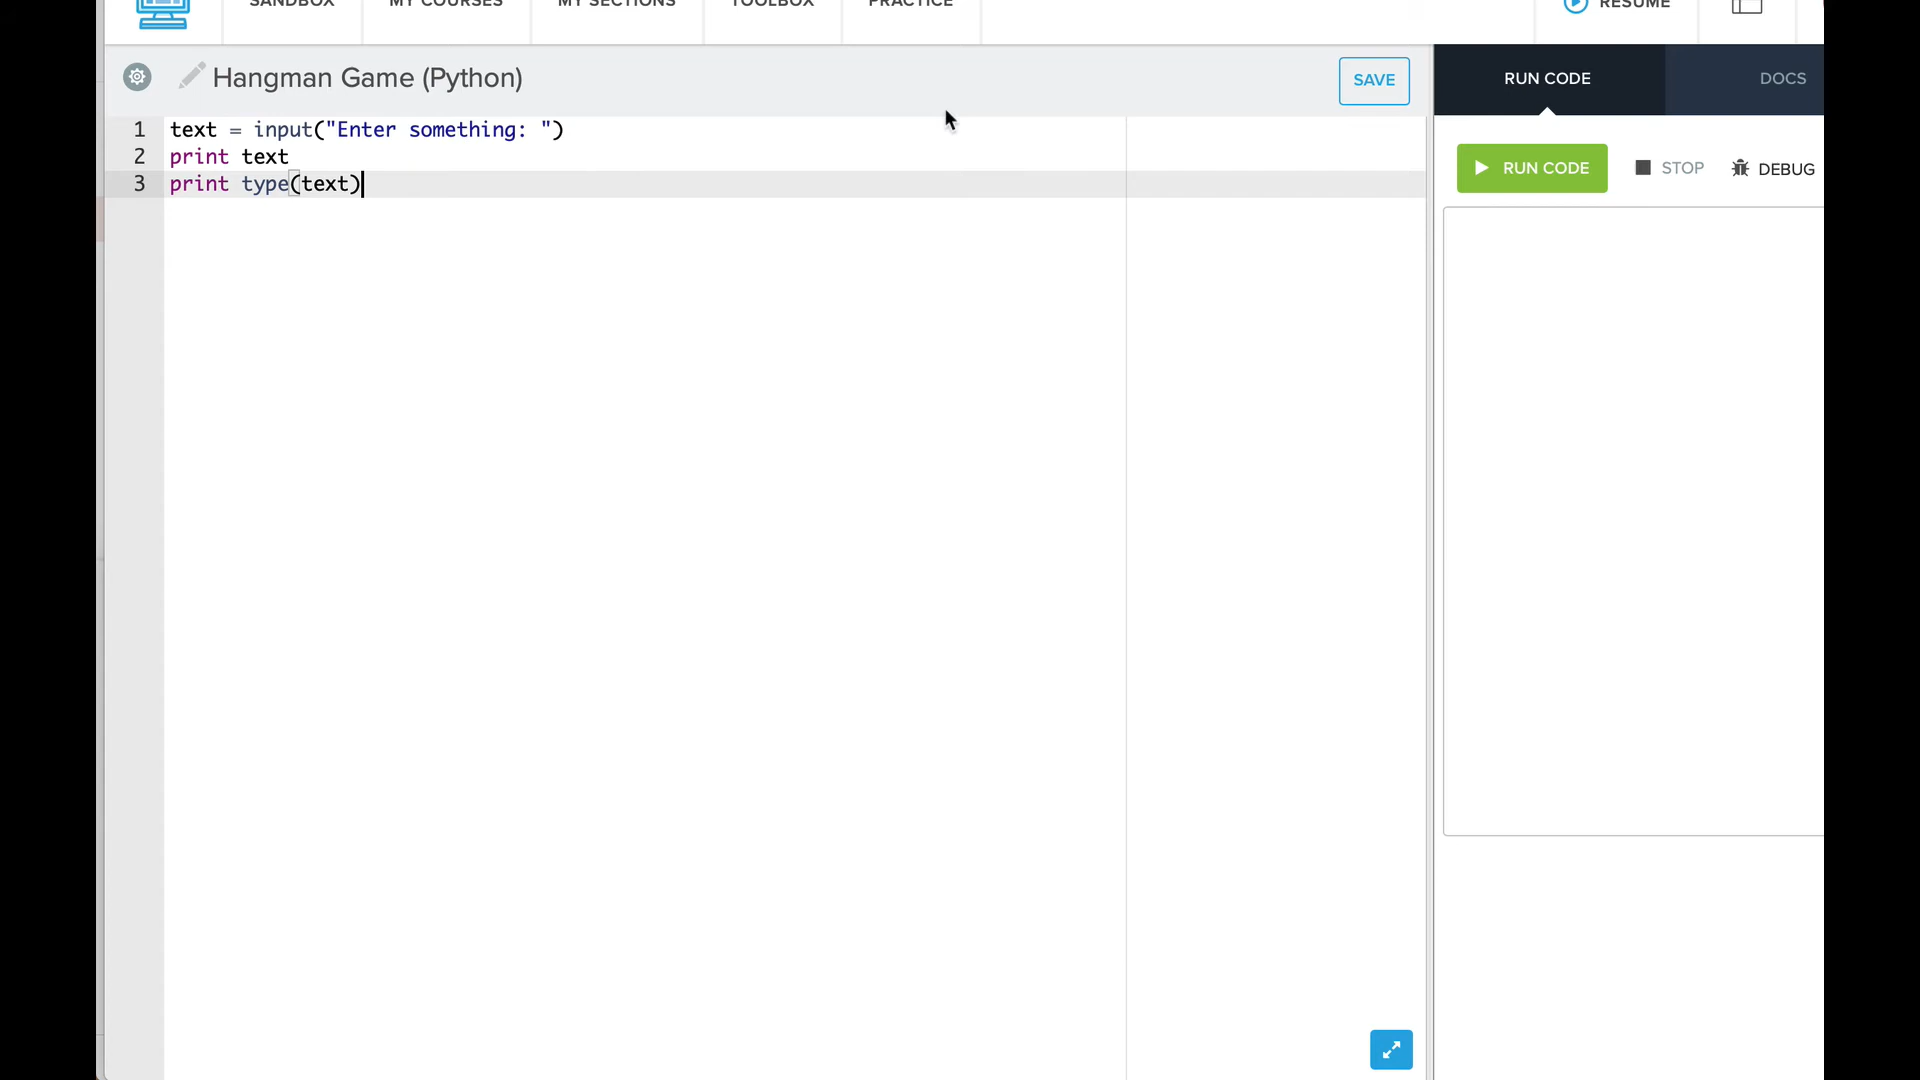 SANDBOX MY COURSES MY SECTIONS TOOLBOX PRACTICE RESUME
Hangman Game (Python) SAVE RUN CODE DOCS
1 text = input("Enter something: ")
2 print text
3 print type(text)
RUN CODE STOP DEBUG